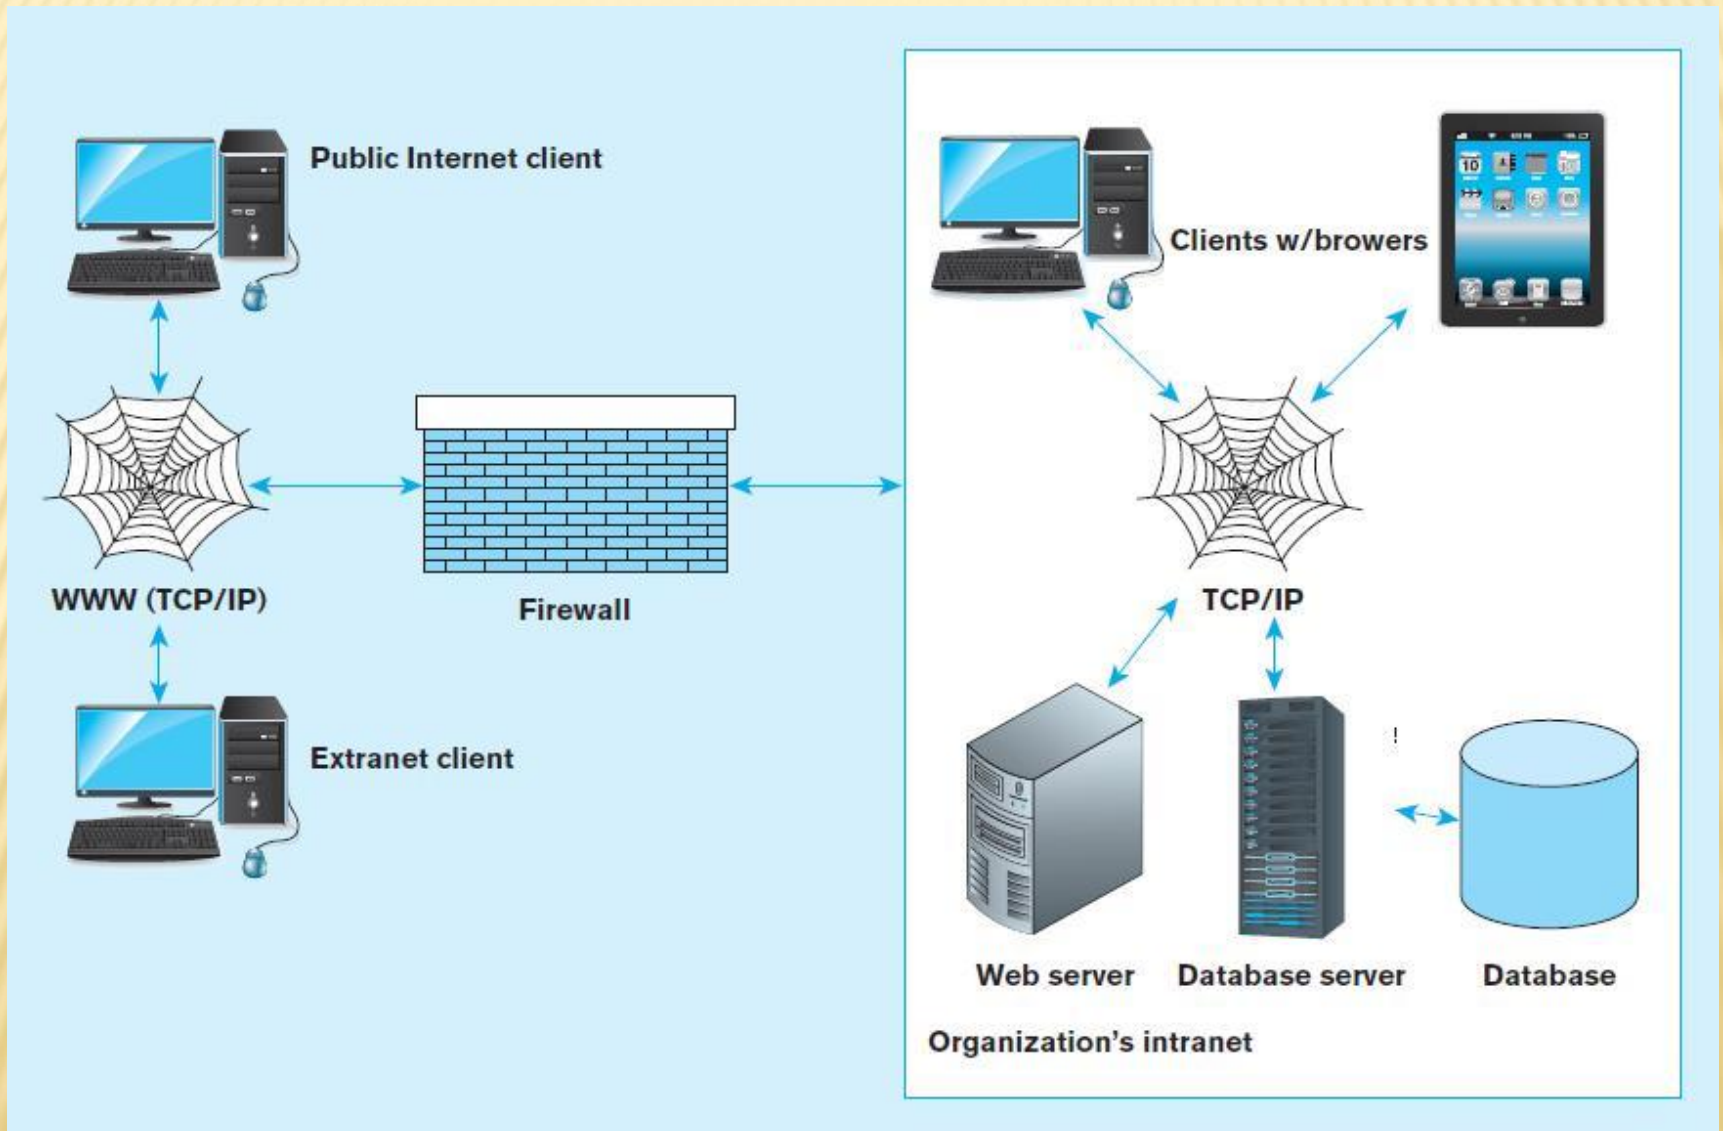 Public Internet client
Clients w/browers
10
WWW (TCP/IP)
Firewall
TCP/IP
Extranet client
!
Web server
Database server
Database
Organization's intranet